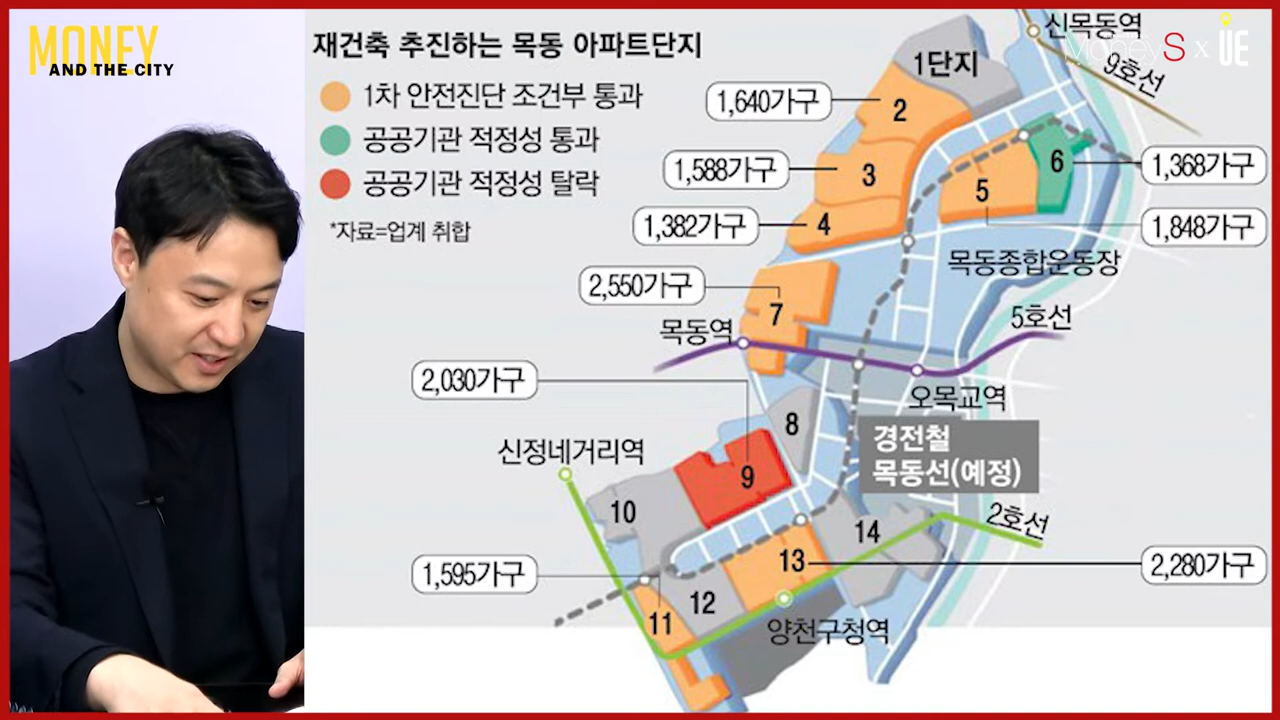 MONEY
AND THE CITY
MoneyS x UE
재건축 추진하는 목동 아파트단지
1차 안전진단 조건부 통과
공공기관 적정성 통과
공공기관 적정성 탈락
*자료=업계 취합
신목동역
9호선
1단지
1,640가구
2
1,588가구
3
1,382가구
4
5
6
1,368가구
1,848가구
목동종합운동장
2,550가구
7
목동역
5호선
오목교역
2,030가구
8
경전철
목동선(예정)
신정네거리역
9
10
14
2호선
1,595가구
13
2,280가구
12
11
양천구청역